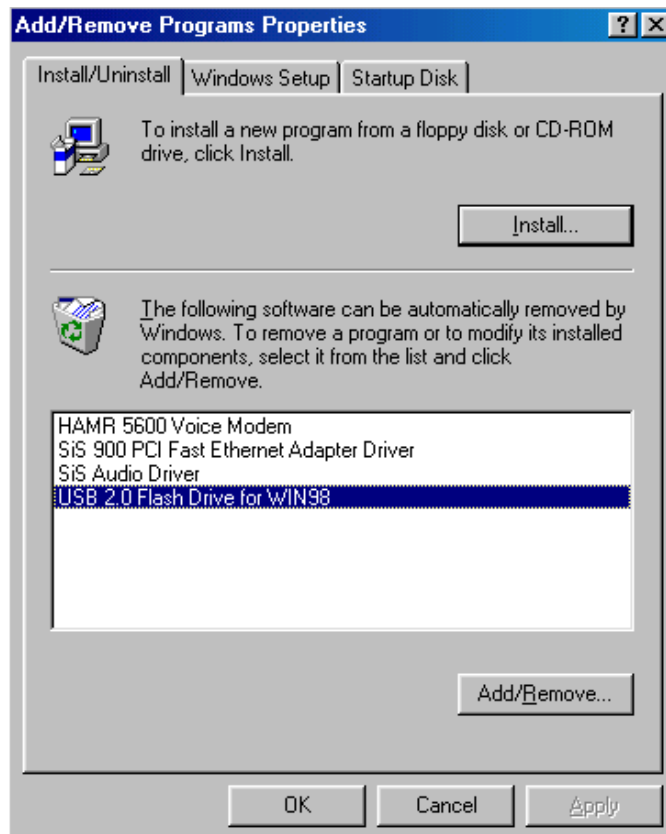 Add/Remove Programs Properties
Install/Uninstall
Windows Setup
Startup Disk
To install a new program from a floppy disk or CD-ROM
drive, click Install.
Install...
The following software can be automatically removed by
Windows. To remove a program or to modify its installed
components, select it from the list and click
Add/Remove.
HAMR 5600 Voice Modem
SiS 900 PCI Fast Ethernet Adapter Driver
SiS Audio Driver
USB 2.0 Flash Drive for WIN98
Add/Remove...
OK
Cancel
Apply